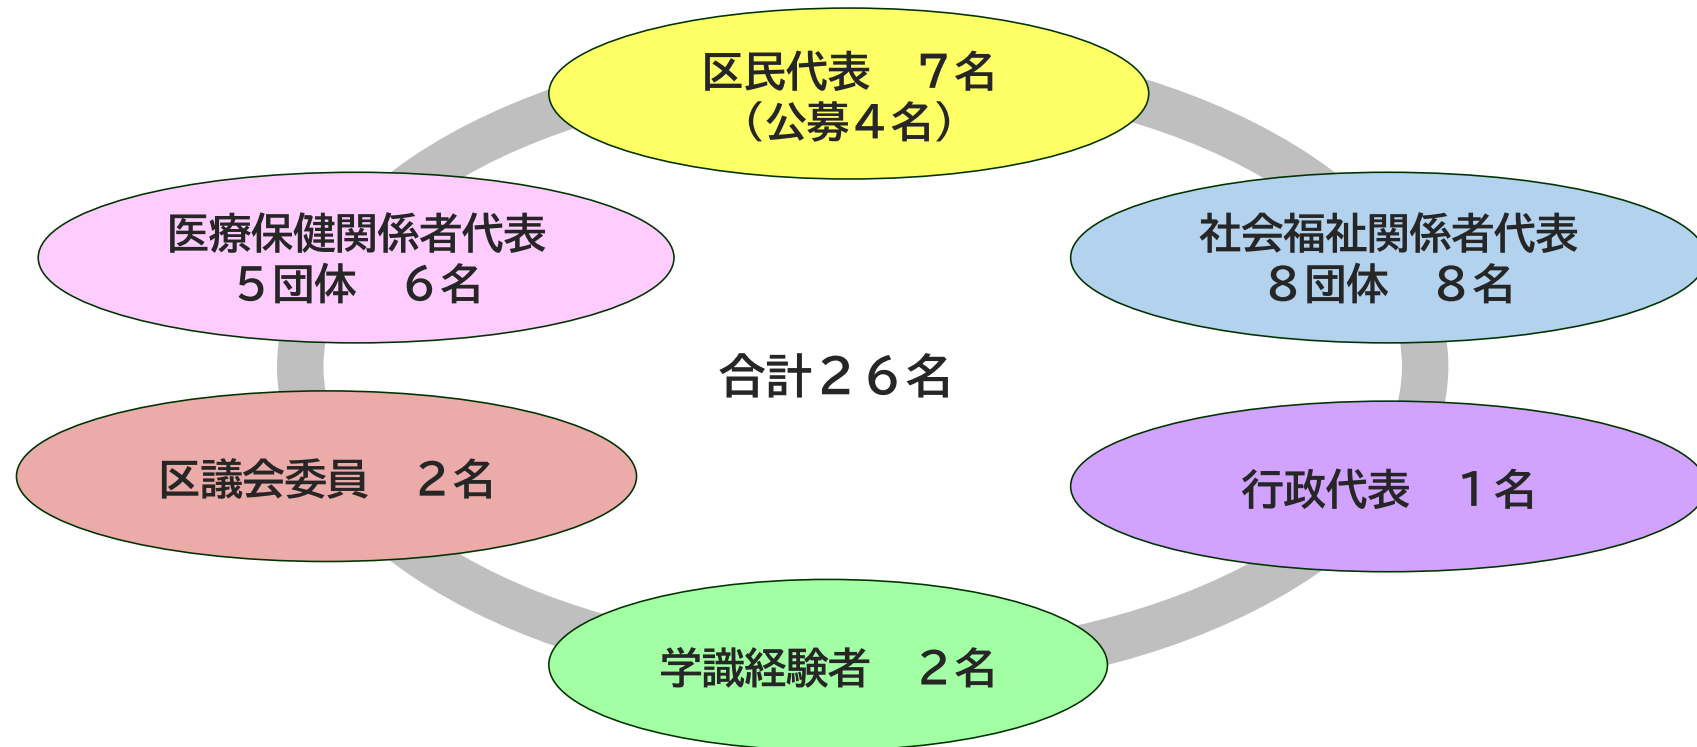 区民代表　７名
（公募４名）
医療保健関係者代表
５団体　６名
社会福祉関係者代表
８団体　８名
合計２６名
区議会委員　２名
行政代表　１名
学識経験者　２名